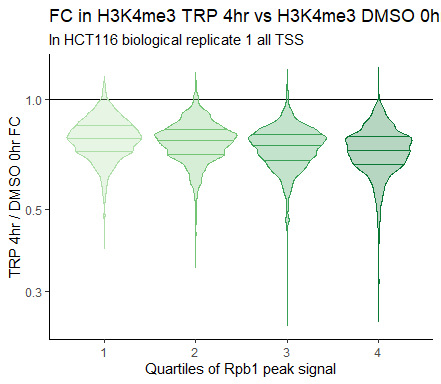 FC in H3K4me3 TRP 4hr vs H3K4me3 DMSO 0h
In HCT116 biological replicate 1 all TSS
TRP 4hr / DMSO 0hr FC
1.0
0.5
0.3
1 2 3 4
Quartiles of Rpb1 peak signal